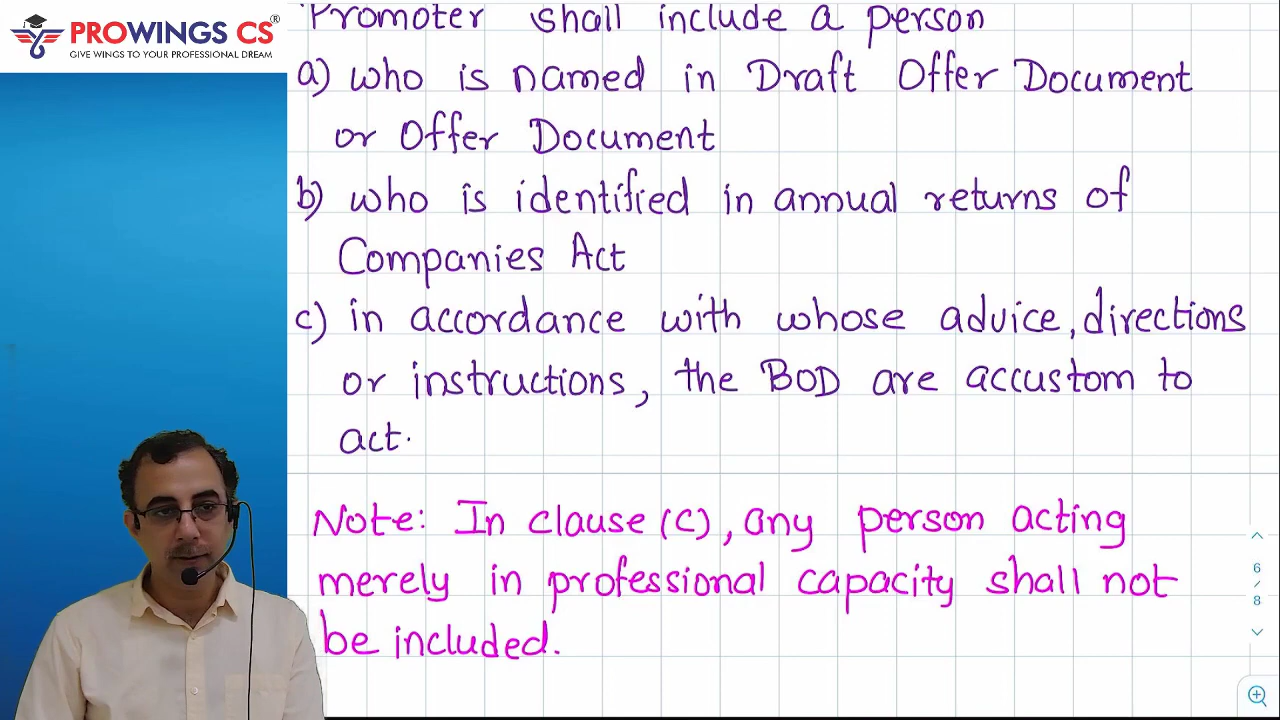 PROWINGS CS®
GIVE WINGS TO YOUR PROFESSIONAL DREAM
Promoter shall include a person
a) who is named in Draft Offer Document
or Offer Document
b) who is identified in annual returns of
Companies Act
c) in accordance with whose advice, directions
or instructions, the BOD are accustom to
act.
Note: In clause (c), any person acting
merely in professional capacity shall not
be included.
6
/
8